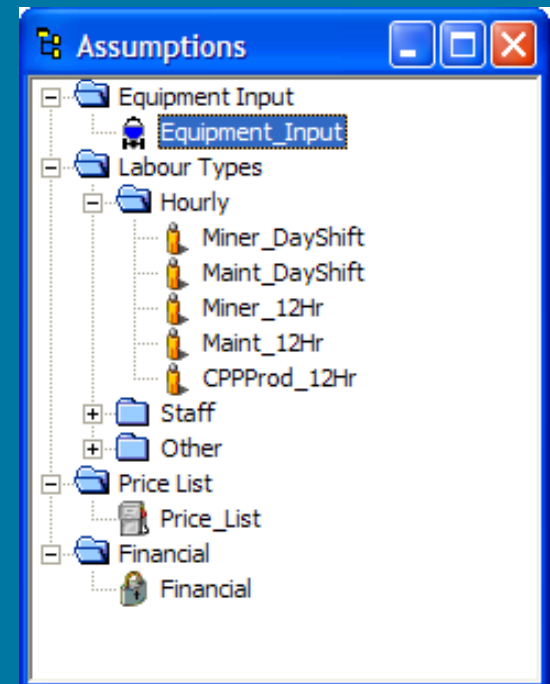 Assumptions
Equipment Input
Equipment_Input
Labour Types
Hourly
Miner_DayShift
Maint_DayShift
Miner_12Hr
Maint_12Hr
CPPProd_12Hr
Staff
Other
Price List
Price_List
Financial
Financial